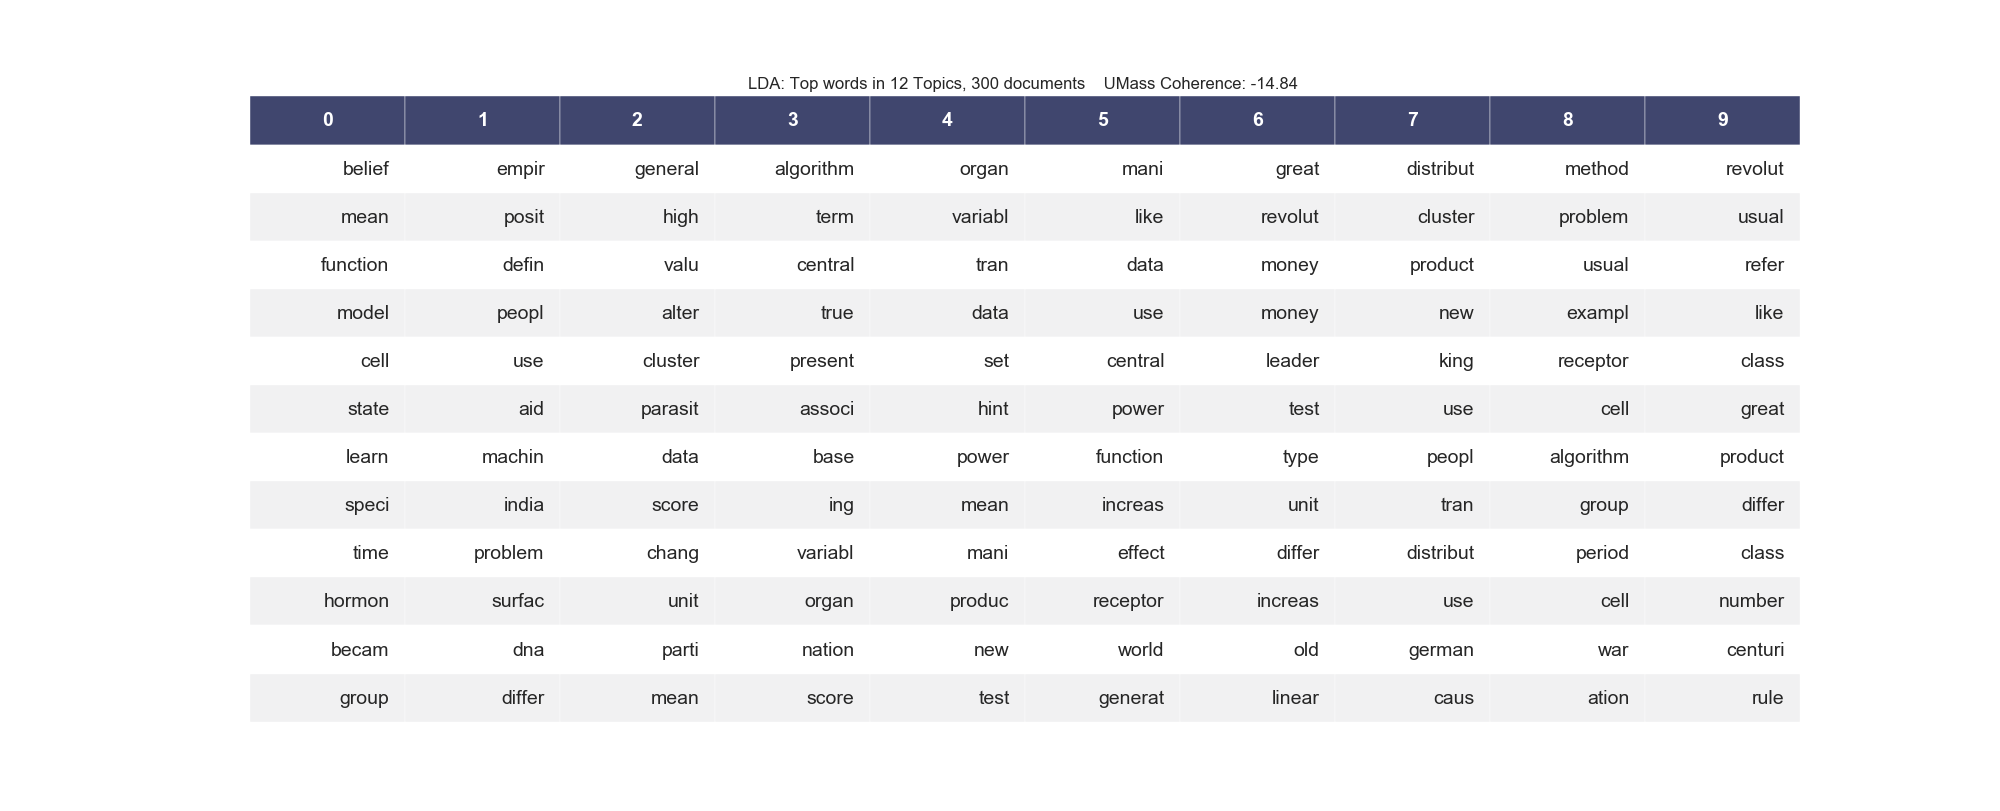 LDA: Top words in 12 Topics, 300 documents    UMass Coherence: -14.84
0 1 2 3 4 5 6 7 8 9
belief empir general algorithm organ mani great distribut method revolut
mean posit high term variabl like revolut cluster problem usual
function defin valu central tran data money product usual refer
model peopl alter true data use money new exampl like
cell use cluster present set central leader king receptor class
state aid parasit associ hint power test use cell great
learn machin data base power function type peopl algorithm product
speci india score ing mean increas unit tran group differ
time problem chang variabl mani effect differ distribut period class
hormon surfac unit organ produc receptor increas use cell number
becam dna parti nation new world old german war centuri
group differ mean score test generat linear caus ation rule